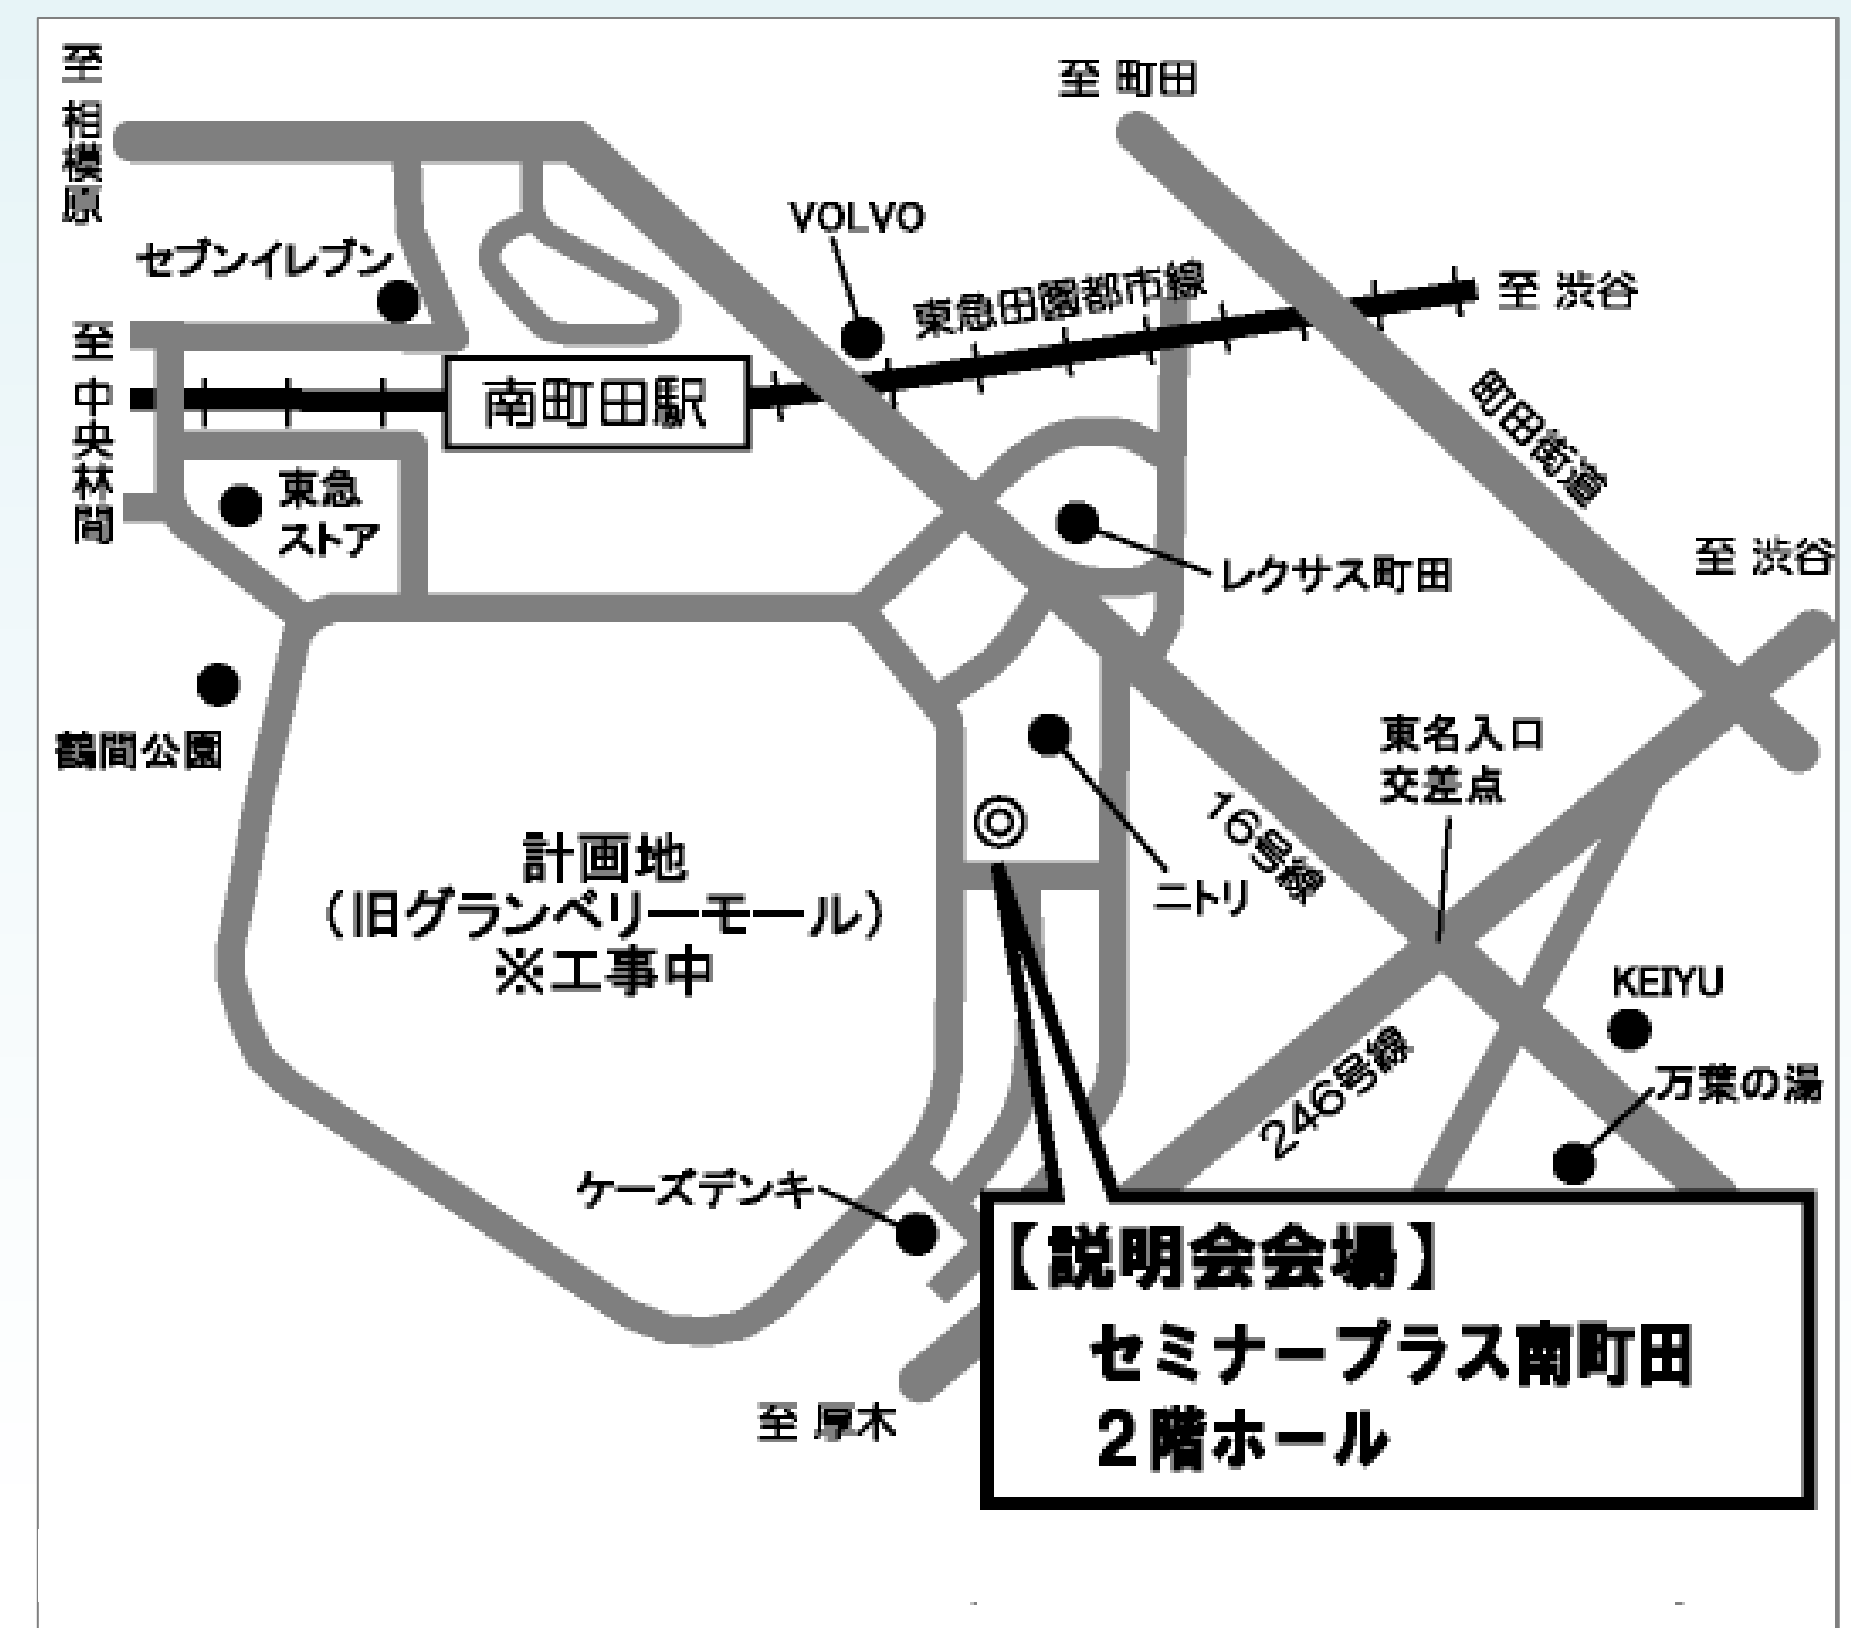 至 相模原
至 町田
VOLVO
セブンイレブン
東急田園都市線
至 渋谷
至 中央林間
南町田駅
町田街道
東急
ストア
至 渋谷
レクサス町田
鶴間公園
東名入口
交差点
16号線
計画地
（旧グランベリーモール）
※工事中
ニトリ
KEIYU
246号線
万葉の湯
ケーズデンキ
【説明会会場】
セミナープラス南町田
２階ホール
至 厚木